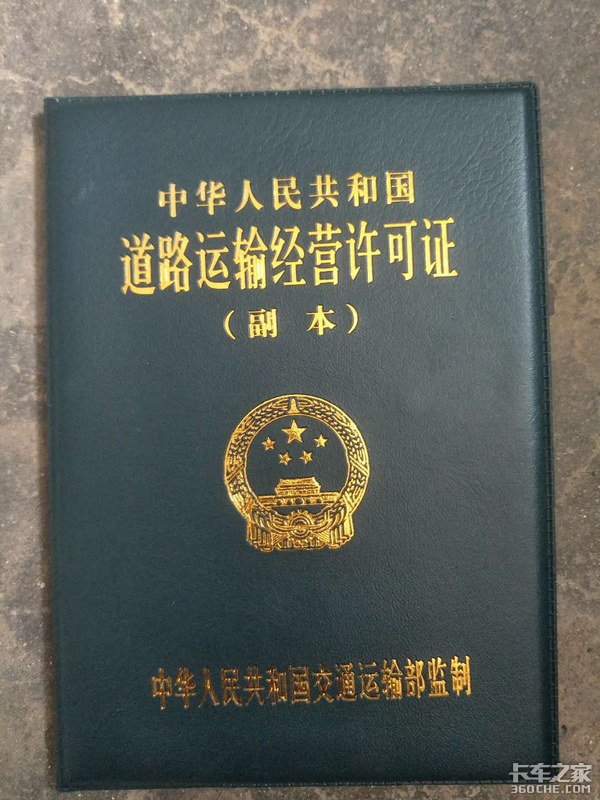 中华人民共和国
道路运输经营许可证
（副 本）
中华人民共和国交通运输部监制
卡车之家
360CHE.COM